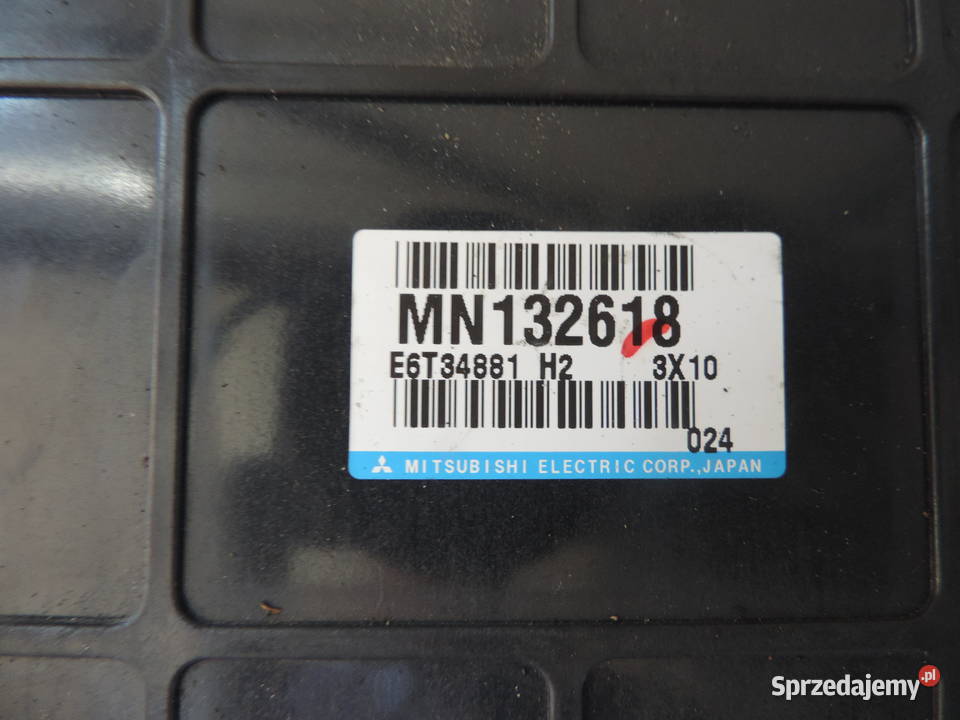 MN132618
E6T34881 H2 3X10
024
MITSUBISHI ELECTRIC CORP.,JAPAN
Sprzedajemy.pl